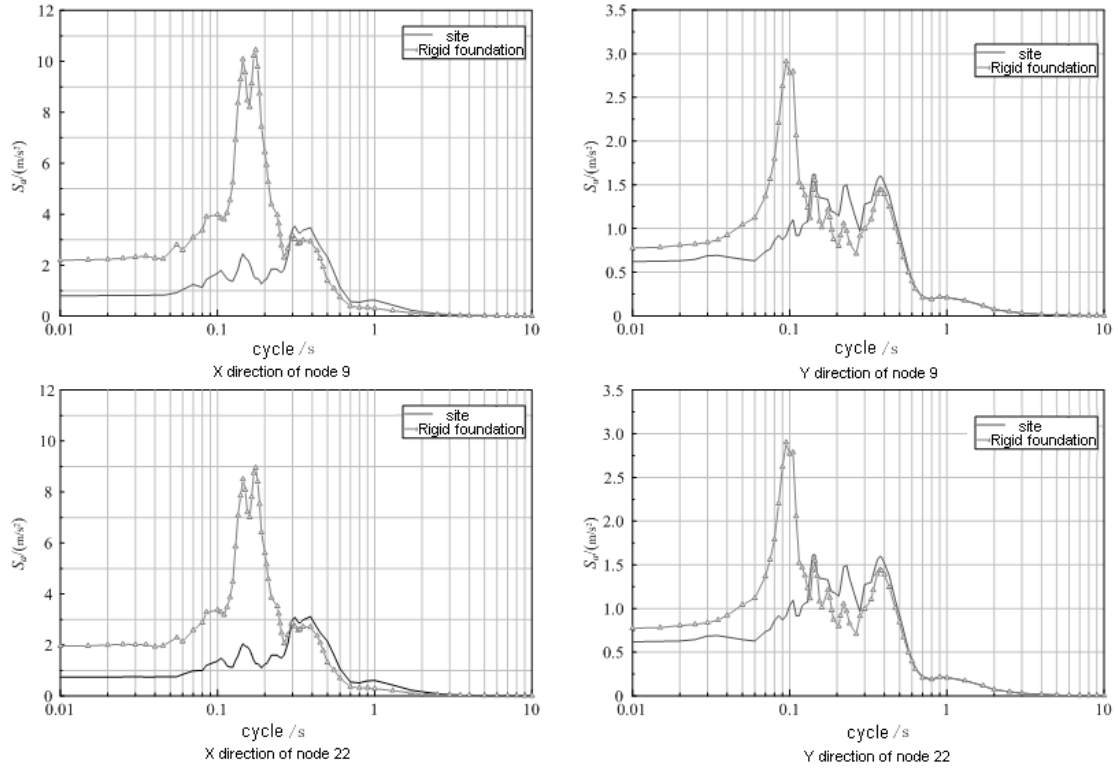 12
10
8
6
4
2
0
S_a/(m/s²)
site
Rigid foundation
0.01
0.1
1
10
cycle /s
X direction of node 9
3.5
3.0
2.5
2.0
1.5
1.0
0.5
0
S_a/(m/s²)
site
Rigid foundation
0.01
0.1
1
10
cycle /s
Y direction of node 9
12
10
8
6
4
2
0
S_a/(m/s²)
site
Rigid foundation
0.01
0.1
1
10
cycle /s
X direction of node 22
3.5
3.0
2.5
2.0
1.5
1.0
0.5
0
S_a/(m/s²)
site
Rigid foundation
0.01
0.1
1
10
cycle /s
Y direction of node 22